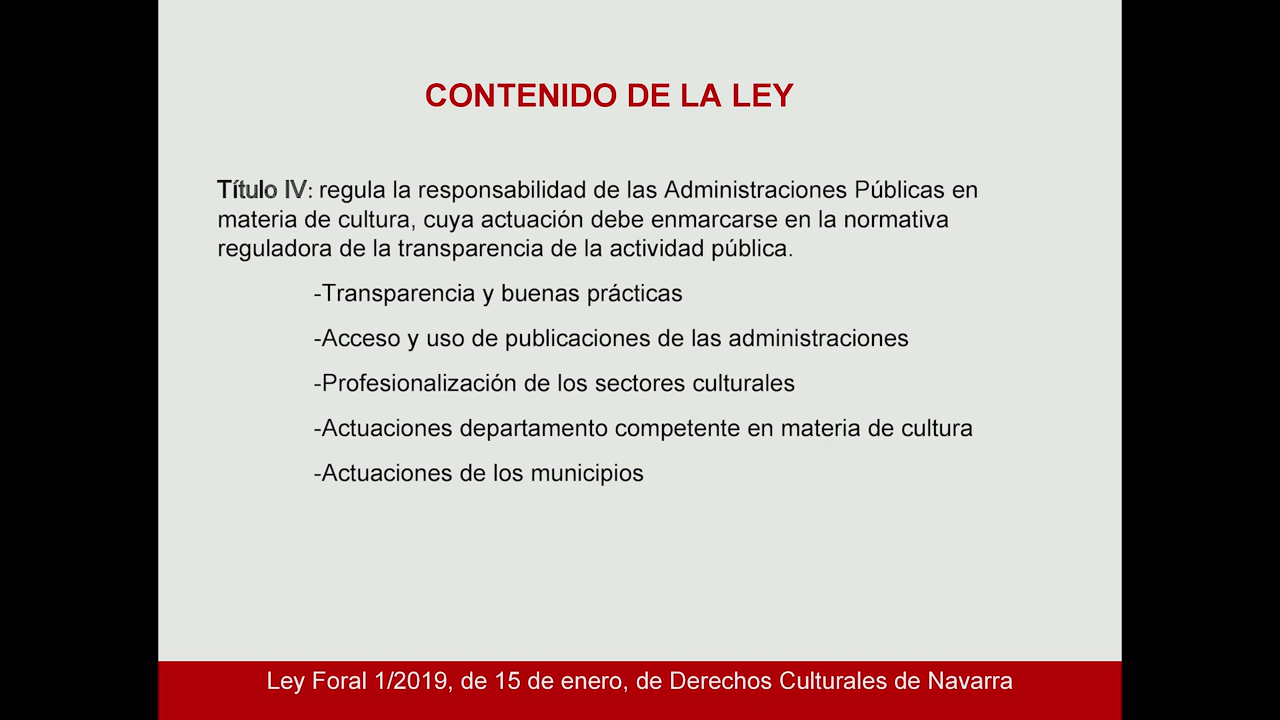 CONTENIDO DE LA LEY
Título IV: regula la responsabilidad de las Administraciones Públicas en
materia de cultura, cuya actuación debe enmarcarse en la normativa
reguladora de la transparencia de la actividad pública.
-Transparencia y buenas prácticas
-Acceso y uso de publicaciones de las administraciones
-Profesionalización de los sectores culturales
-Actuaciones departamento competente en materia de cultura
-Actuaciones de los municipios
Ley Foral 1/2019, de 15 de enero, de Derechos Culturales de Navarra